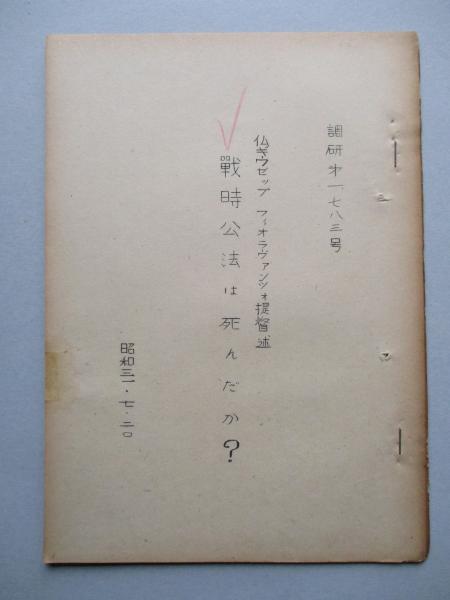 調研才一七八三号
仏ギウゼップ フィオラヴァンツォ提督述
戰時公法は死んだか？
昭和三一・七・二〇